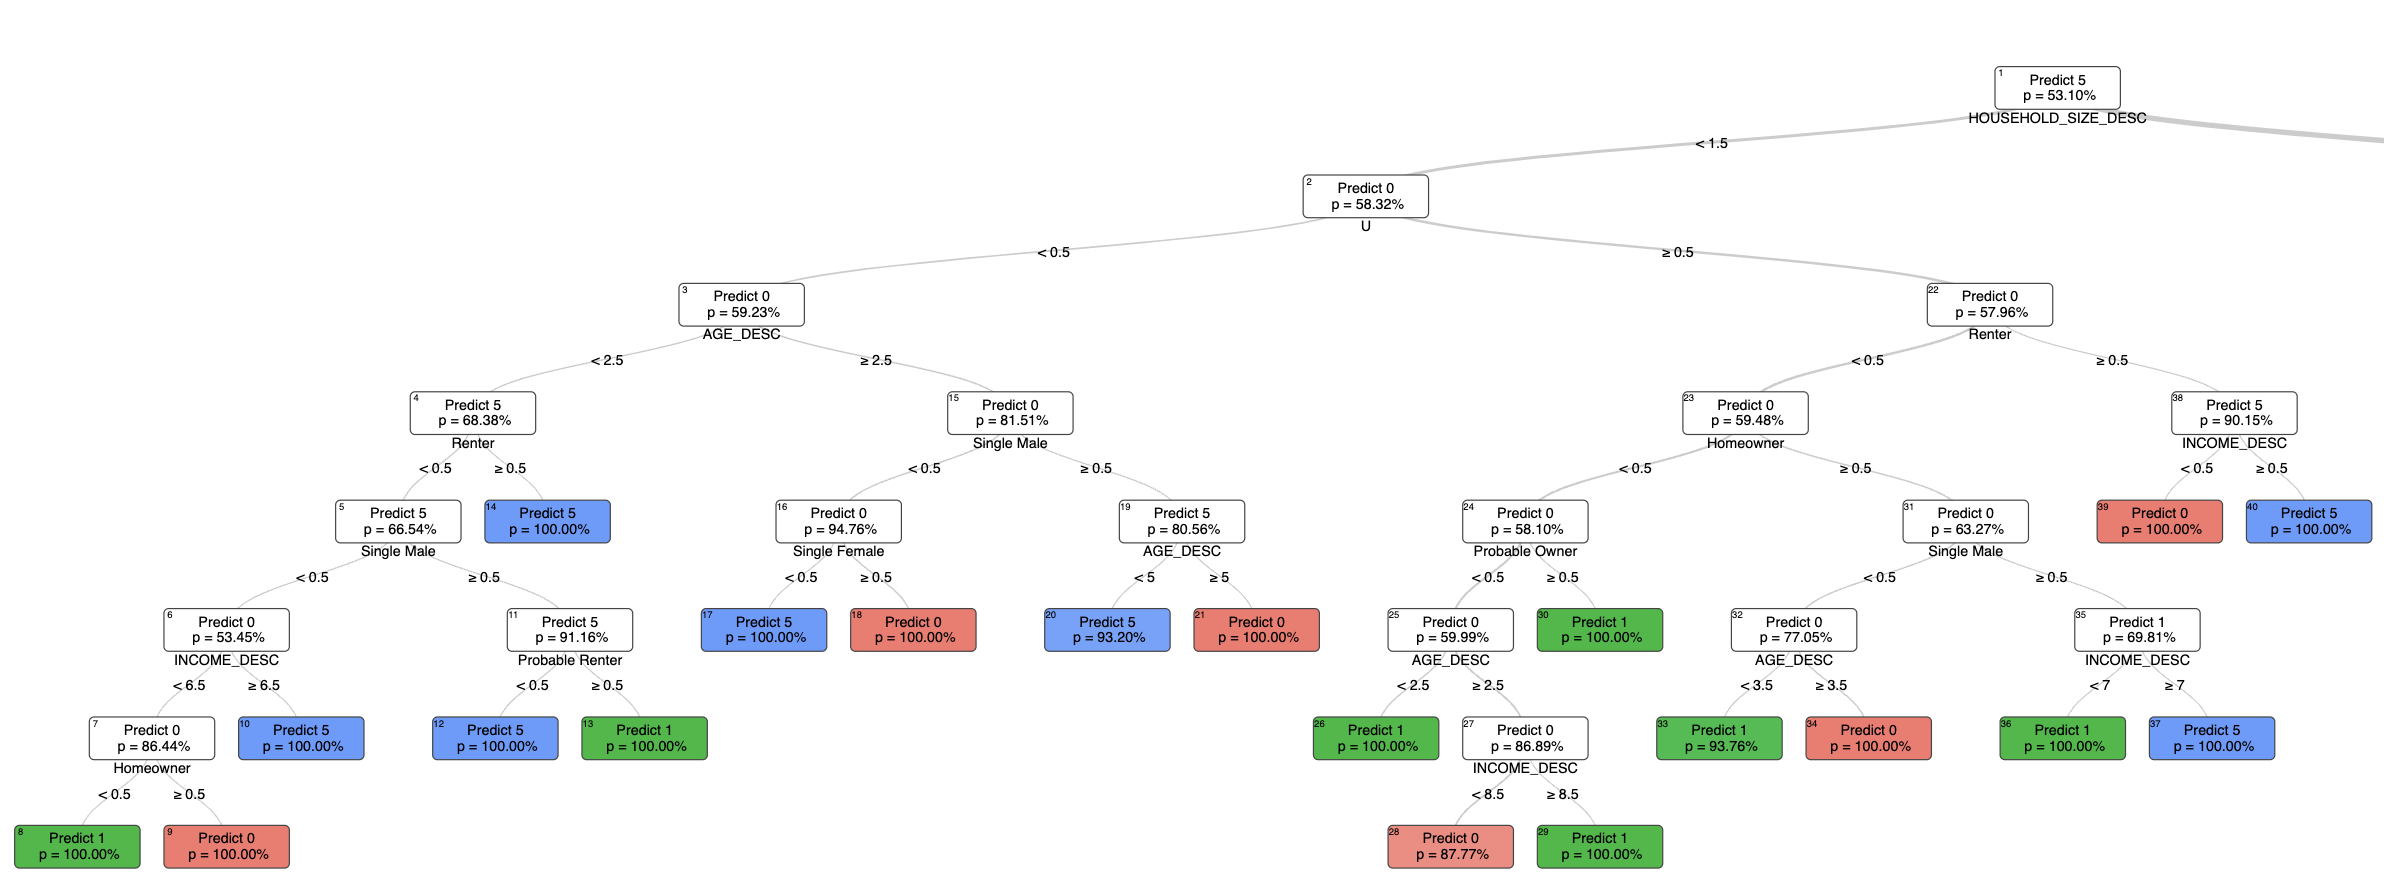 1
Predict 5
p = 53.10%
HOUSEHOLD_SIZE_DESC
< 1.5
2
Predict 0
p = 58.32%
U
< 0.5
≥ 0.5
3
Predict 0
p = 59.23%
AGE_DESC
22
Predict 0
p = 57.96%
Renter
< 2.5
≥ 2.5
< 0.5
≥ 0.5
4
Predict 5
p = 68.38%
Renter
15
Predict 0
p = 81.51%
Single Male
23
Predict 0
p = 59.48%
Homeowner
38
Predict 5
p = 90.15%
INCOME_DESC
< 0.5
≥ 0.5
< 0.5
≥ 0.5
< 0.5
≥ 0.5
< 0.5
≥ 0.5
5
Predict 5
p = 66.54%
Single Male
14
Predict 5
p = 100.00%
16
Predict 0
p = 94.76%
Single Female
19
Predict 5
p = 80.56%
AGE_DESC
24
Predict 0
p = 58.10%
Probable Owner
31
Predict 0
p = 63.27%
Single Male
39
Predict 0
p = 100.00%
40
Predict 5
p = 100.00%
< 0.5
≥ 0.5
< 0.5
≥ 0.5
< 5
≥ 5
< 0.5
≥ 0.5
< 0.5
≥ 0.5
6
Predict 0
p = 53.45%
INCOME_DESC
11
Predict 5
p = 91.16%
Probable Renter
17
Predict 5
p = 100.00%
18
Predict 0
p = 100.00%
20
Predict 5
p = 93.20%
21
Predict 0
p = 100.00%
25
Predict 0
p = 59.99%
AGE_DESC
30
Predict 1
p = 100.00%
32
Predict 0
p = 77.05%
AGE_DESC
35
Predict 1
p = 69.81%
INCOME_DESC
< 6.5
≥ 6.5
< 0.5
≥ 0.5
< 2.5
≥ 2.5
< 3.5
≥ 3.5
< 7
≥ 7
7
Predict 0
p = 86.44%
Homeowner
10
Predict 5
p = 100.00%
12
Predict 5
p = 100.00%
13
Predict 1
p = 100.00%
26
Predict 1
p = 100.00%
27
Predict 0
p = 86.89%
INCOME_DESC
33
Predict 1
p = 93.76%
34
Predict 0
p = 100.00%
36
Predict 1
p = 100.00%
37
Predict 5
p = 100.00%
< 0.5
≥ 0.5
< 8.5
≥ 8.5
8
Predict 1
p = 100.00%
9
Predict 0
p = 100.00%
28
Predict 0
p = 87.77%
29
Predict 1
p = 100.00%